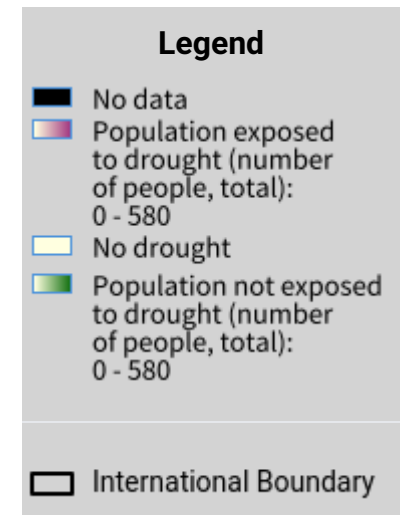 Legend
No data
Population exposed
to drought (number
of people, total):
0 - 580
No drought
Population not exposed
to drought (number
of people, total):
0 - 580
International Boundary